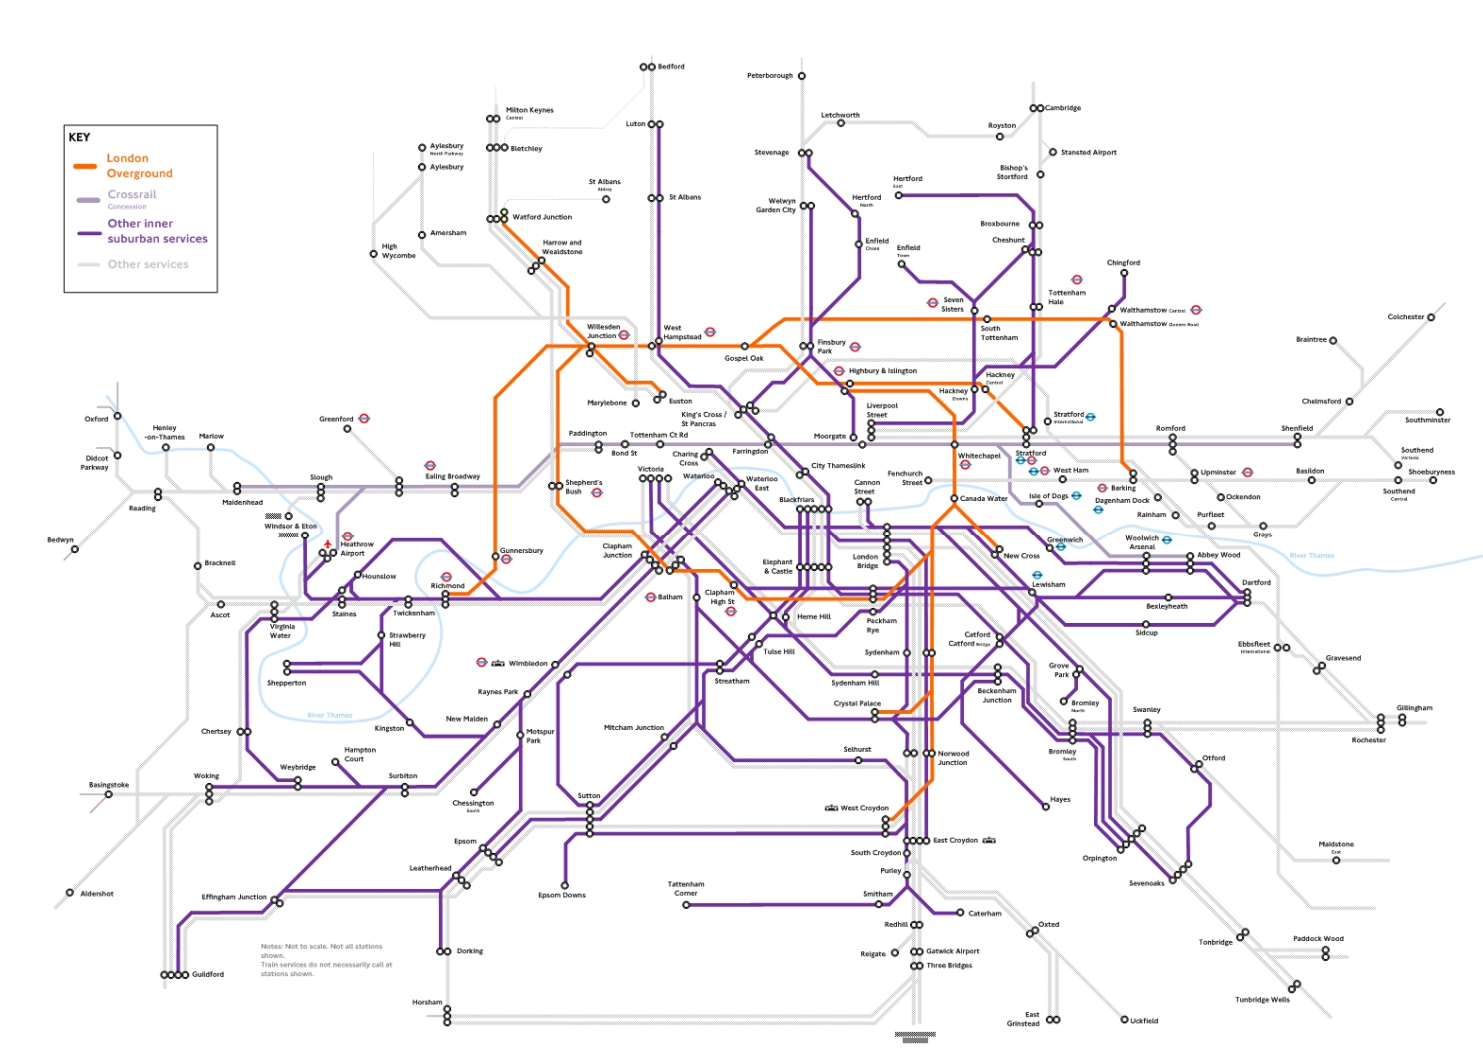 KEY
London
Overground
Crossrail
Concession
Other inner
suburban services
Other services
Bedford
Peterborough
Milton Keynes
Central
Cambridge
Letchworth
Luton
Royston
Aylesbury
North Parkway
Bletchley
Stevenage
Stansted Airport
Aylesbury
Bishop's
Stortford
St Albans
Abbey
Hertford
East
St Albans
Hertford
North
Welwyn
Garden City
Watford Junction
Broxbourne
Amersham
Harrow and
Wealdstone
Enfield
Chase
Enfield
Town
Cheshunt
High
Wycombe
Chingford
Tottenham
Hale
Seven
Sisters
Walthamstow Central
Walthamstow Queens Road
Colchester
Willesden
Junction
West
Hampstead
South
Tottenham
Finsbury
Park
Gospel Oak
Braintree
Highbury & Islington
Hackney
Central
Hackney
Downs
Marylebone
Euston
Chelmsford
King's Cross /
St Pancras
Liverpool
Street
Stratford
International
Southminster
Oxford
Greenford
Henley
-on-Thames
Marlow
Paddington
Tottenham Ct Rd
Bond St
Moorgate
Romford
Shenfield
Farringdon
Stratford
Whitechapel
Didcot
Parkway
Charing
Cross
City Thameslink
Southend
Victoria
Slough
Ealing Broadway
Victoria
Waterloo
Waterloo
East
Fenchurch
Street
West Ham
Upminster
Basildon
Shoeburyness
Cannon
Street
Barking
Shepherd's
Bush
Maidenhead
Reading
Blackfriars
Canada Water
Isle of Dogs
Dagenham Dock
Ockendon
Southend
Central
Rainham
Purfleet
Grays
Windsor & Eton
Bedwyn
Heathrow
Airport
Gunnersbury
Clapham
Junction
Greenwich
Woolwich
Arsenal
New Cross
Abbey Wood
River Thames
Bracknell
London
Bridge
Elephant
& Castle
Hounslow
Richmond
Lewisham
Dartford
Balham
Clapham
High St
Ascot
Virginia
Water
Staines
Twickenham
Herne Hill
Peckham
Rye
Bexleyheath
Sidcup
Strawberry
Hill
Catford
Catford Bridge
Tulse Hill
Sydenham
Ebbsfleet
International
Gravesend
Wimbledon
Grove
Park
Shepperton
Streatham
Sydenham Hill
Raynes Park
Beckenham
Junction
Bromley
North
Crystal Palace
River Thames
New Malden
Swanley
Gillingham
Kingston
Mitcham Junction
Chertsey
Motspur
Park
Rochester
Hampton
Court
Selhurst
Norwood
Junction
Bromley
South
Otford
Weybridge
Woking
Surbiton
Basingstoke
Chessington
South
Sutton
Hayes
West Croydon
Epsom
East Croydon
Maidstone
East
South Croydon
Orpington
Leatherhead
Purley
Sevenoaks
Aldershot
Effingham Junction
Epsom Downs
Tattenham
Corner
Smitham
Caterham
Redhill
Oxted
Notes: Not to scale. Not all stations
shown.
Train services do not necessarily call at
stations shown.
Dorking
Reigate
Gatwick Airport
Three Bridges
Tonbridge
Paddock Wood
Guildford
Horsham
Tunbridge Wells
East
Grinstead
Uckfield